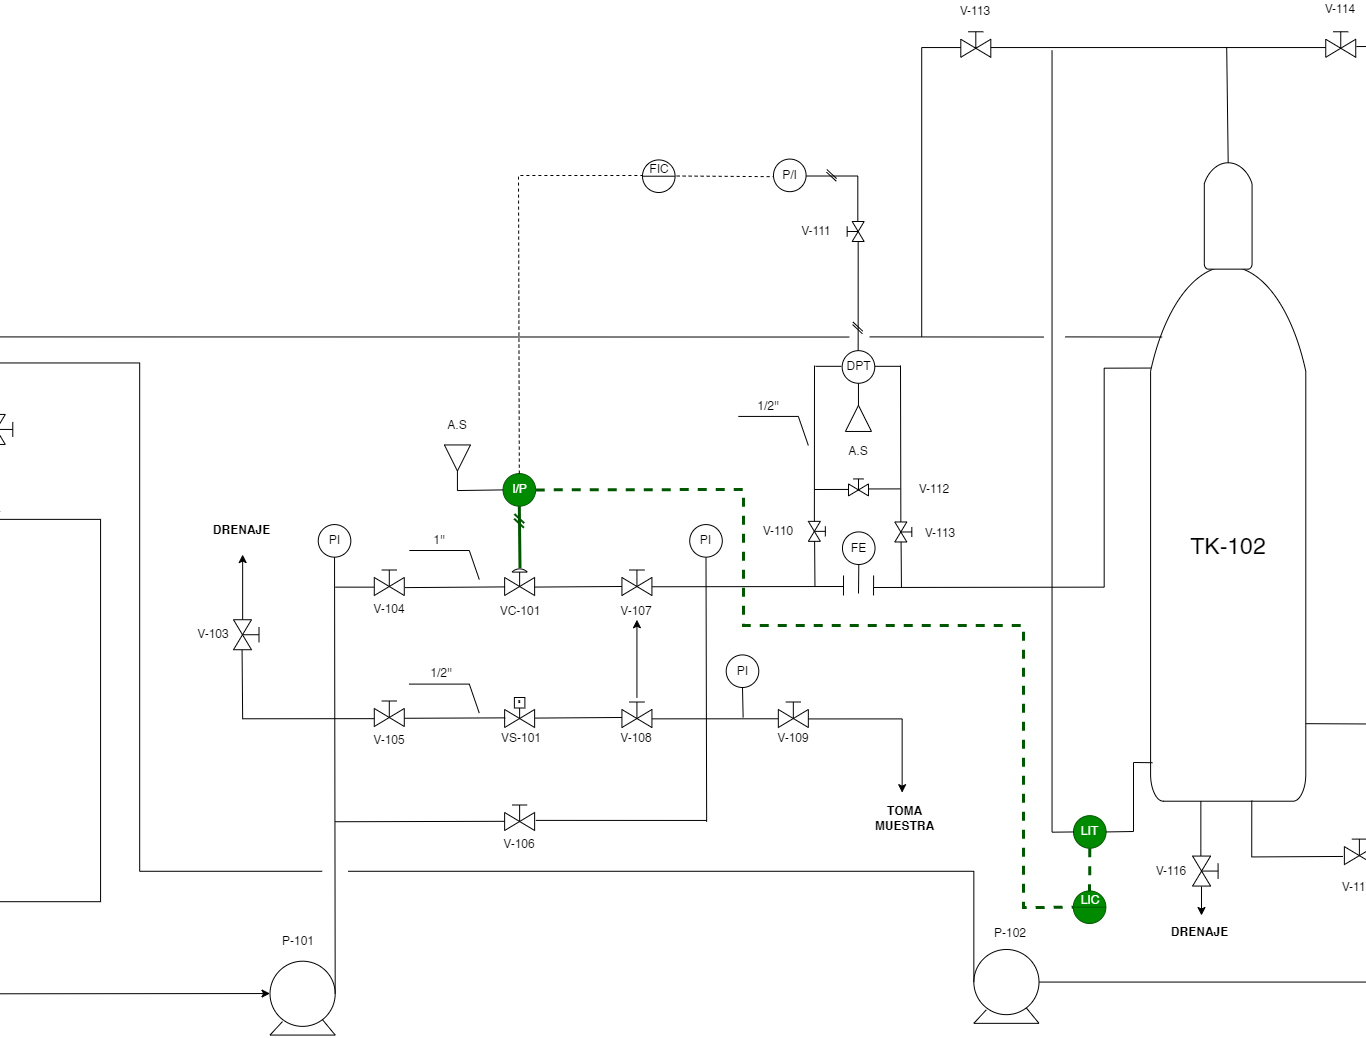 V-113
V-114
FIC
P/I
V-111
DPT
1/2"
A.S
A.S
I/P
V-112
V-110
V-113
DRENAJE
PI
1"
PI
FE
TK-102
V-104
VC-101
V-107
V-103
1/2"
PI
V-105
VS-101
V-108
V-109
TOMA
MUESTRA
LIT
V-106
V-116
V-11
LIC
DRENAJE
P-101
P-102